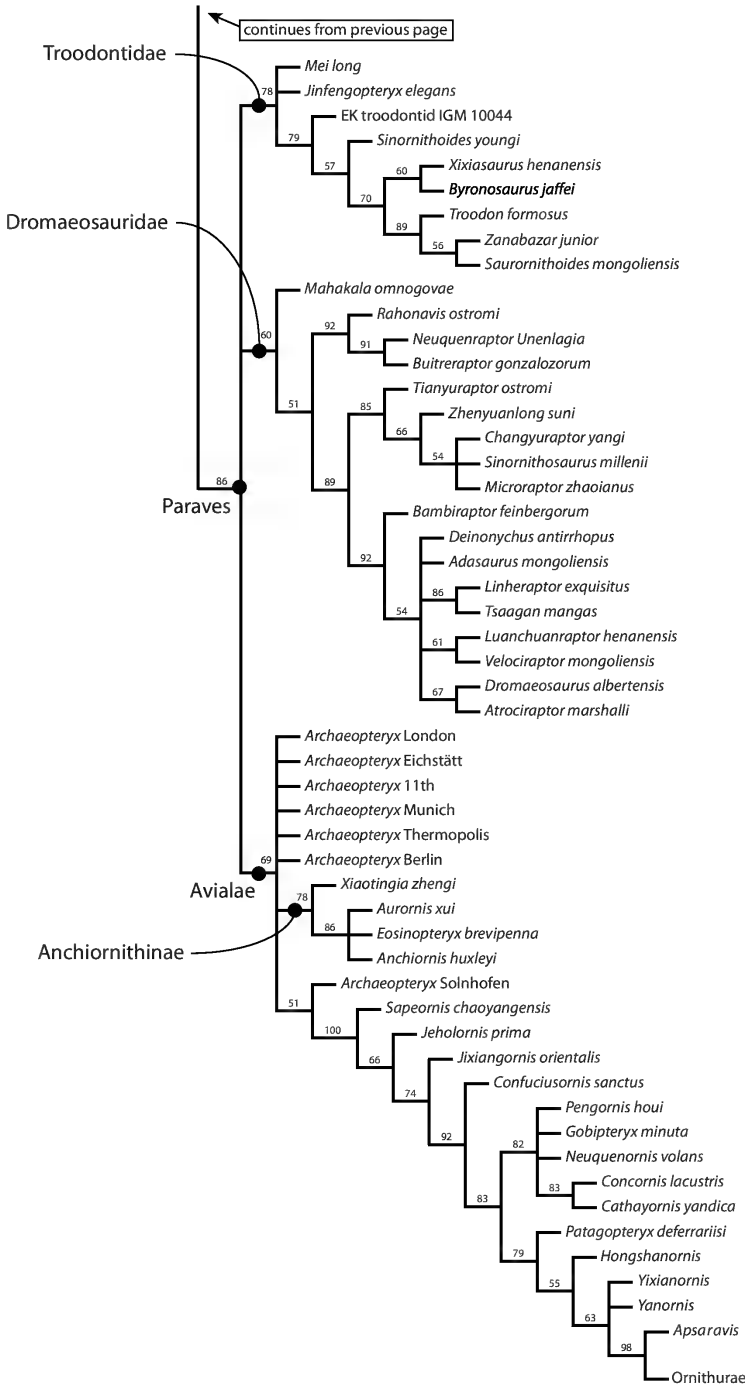 continues from previous page
Troodontidae
Mei long
78
Jinfengopteryx elegans
EK troodontid IGM 10044
79
Sinornithoides youngi
57
60
Xixiasaurus henanensis
Byronosaurus jaffei
70
Troodon formosus
89
Zanabazar junior
56
Saurornithoides mongoliensis
Dromaeosauridae
Mahakala omnogovae
60
Rahonavis ostromi
92
Neuquenraptor Unenlagia
91
Buitreraptor gonzalozorum
51
Tianyuraptor ostromi
85
Zhenyuanlong suni
66
Changyuraptor yangi
54
Sinornithosaurus millenii
Microraptor zhaoianus
89
Bambiraptor feinbergorum
92
Deinonychus antirrhopus
Adasaurus mongoliensis
Linheraptor exquisitus
86
Tsaagan mangas
54
Luanchuanraptor henanensis
61
Velociraptor mongoliensis
Dromaeosaurus albertensis
67
Atrociraptor marshalli
86
Paraves
Archaeopteryx London
Archaeopteryx Eichstätt
Archaeopteryx 11th
Archaeopteryx Munich
Archaeopteryx Thermopolis
Archaeopteryx Berlin
69
Avialae
Xiaotingia zhengi
78
Aurornis xui
86
Eosinopteryx brevipenna
Anchiornis huxleyi
Anchiornithinae
Archaeopteryx Solnhofen
51
Sapeornis chaoyangensis
100
Jeholornis prima
66
Jixiangornis orientalis
74
Confuciusornis sanctus
92
Pengornis houi
Gobipteryx minuta
82
Neuquenornis volans
Concornis lacustris
83
Cathayornis yandica
83
Patagopteryx deferrariisi
79
Hongshanornis
55
Yixianornis
Yanornis
63
Apsaravis
98
Ornithurae